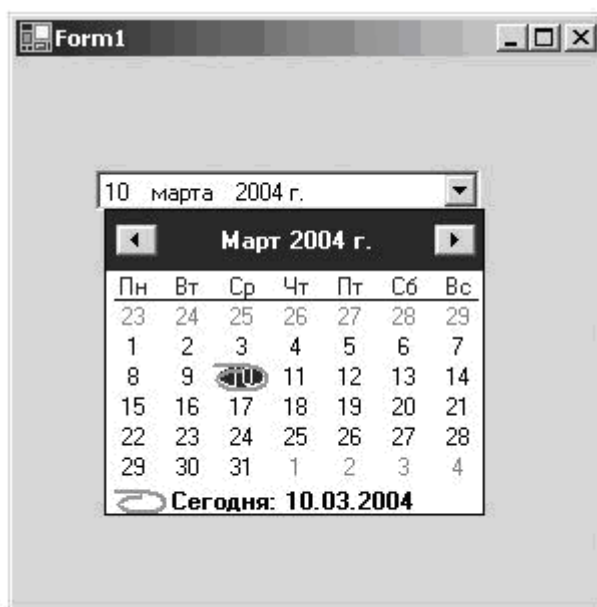 Form1
10 марта 2004 г.
Март 2004 г.
Пн Вт Ср Чт Пт Сб Вс
23 24 25 26 27 28 29
1 2 3 4 5 6 7
8 9 10 11 12 13 14
15 16 17 18 19 20 21
22 23 24 25 26 27 28
29 30 31 1 2 3 4
Сегодня: 10.03.2004